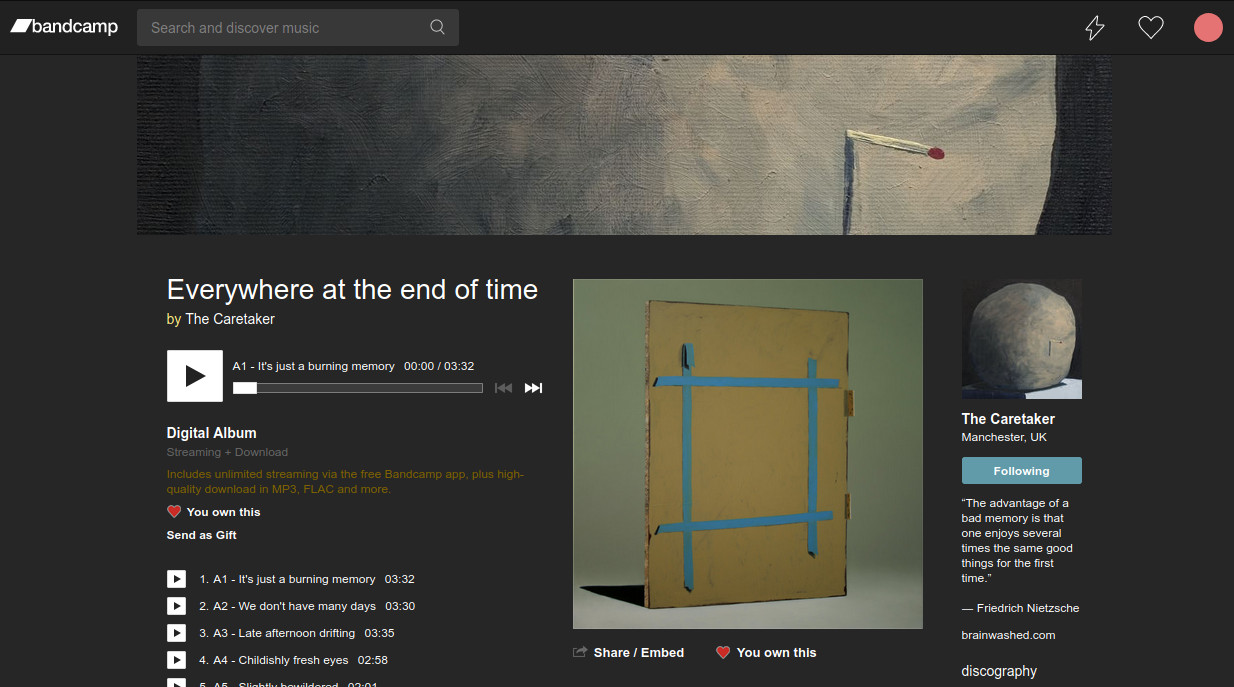 bandcamp
Search and discover music
Everywhere at the end of time
by The Caretaker
A1 - It's just a burning memory 00:00 / 03:32
Digital Album
Streaming + Download
Includes unlimited streaming via the free Bandcamp app, plus high-
quality download in MP3, FLAC and more.
You own this
Send as Gift
1. A1 - It's just a burning memory 03:32
2. A2 - We don't have many days 03:30
3. A3 - Late afternoon drifting 03:35
4. A4 - Childishly fresh eyes 02:58
5. A5 - Slightly bewildered 02:01
Share / Embed
You own this
The Caretaker
Manchester, UK
Following
“The advantage of a
bad memory is that
one enjoys several
times the same good
things for the first
time.”
— Friedrich Nietzsche
brainwashed.com
discography